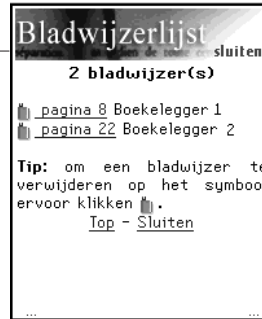 Bladwijzerlijst
sluiten
2 bladwijzer(s)
pagina 8 Boekelegger 1
pagina 22 Boekelegger 2
Tip: om een bladwijzer te
verwijderen op het symboo
ervoor klikken .
Top - Sluiten
... ...